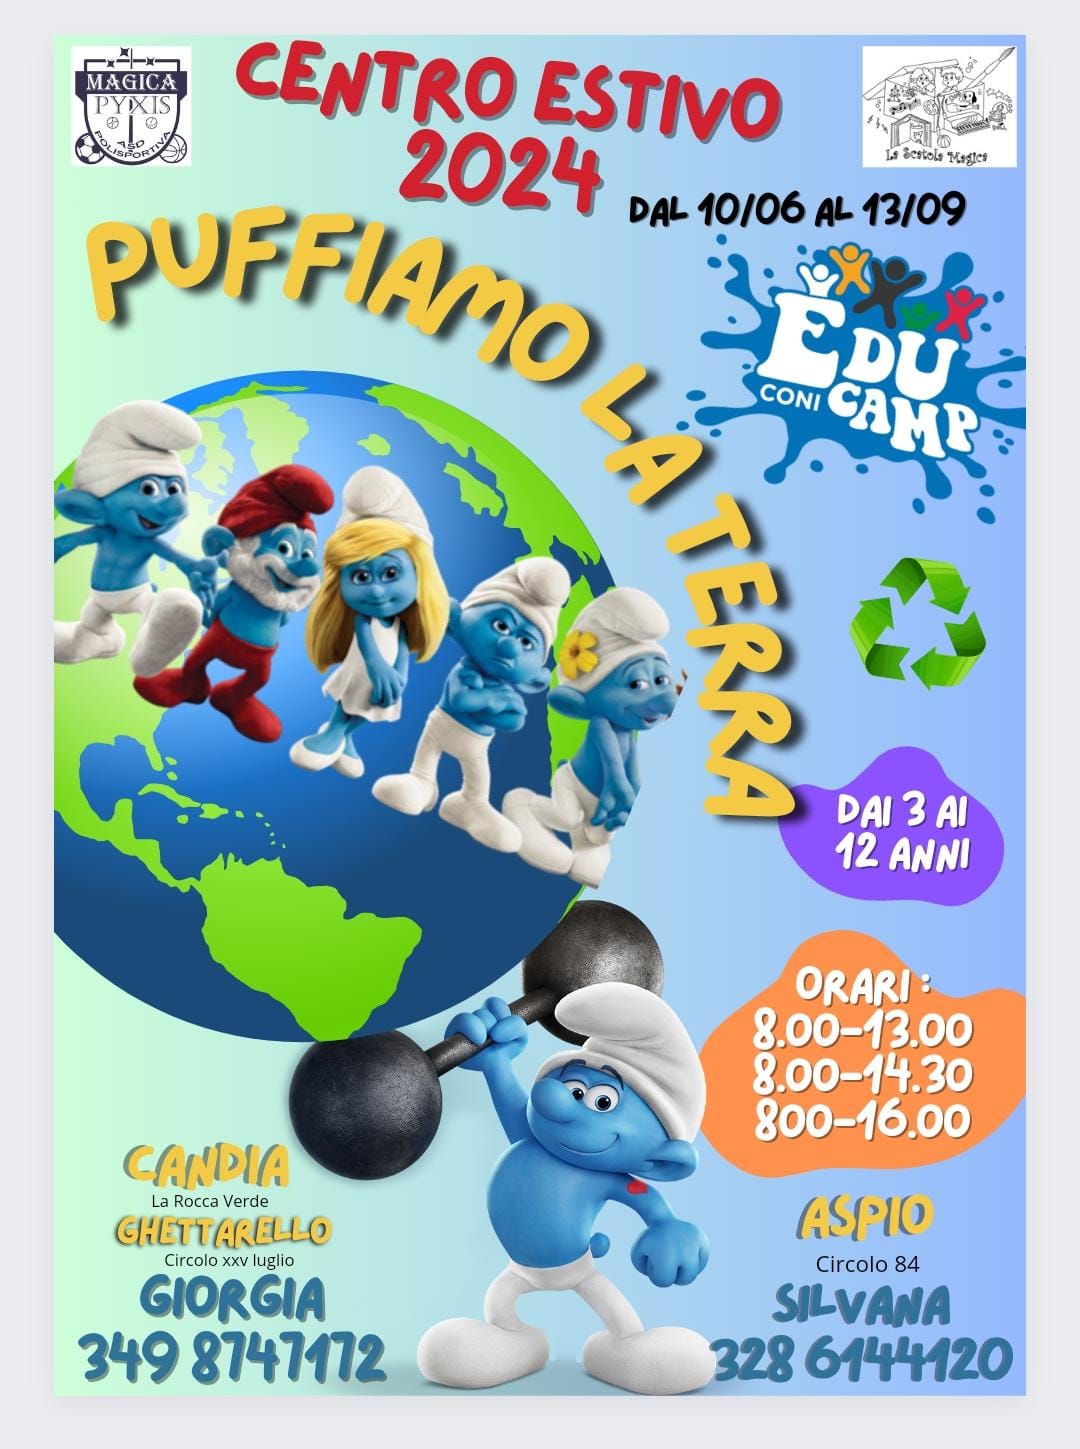 MAGICA
PYXIS
ASD
POLISPORTIVA
La Scatola Magica
CENTRO ESTIVO
2024
DAL 10/06 AL 13/09
PUFFIAMO LA TERRA
EDU
CONI CAMP
DAI 3 AI
12 ANNI
ORARI :
8.00-13.00
8.00-14.30
800-16.00
CANDIA
La Rocca Verde
GHETTARELLO
Circolo xxv luglio
GIORGIA
349 8747172
ASPIO
Circolo 84
SILVANA
328 6144120